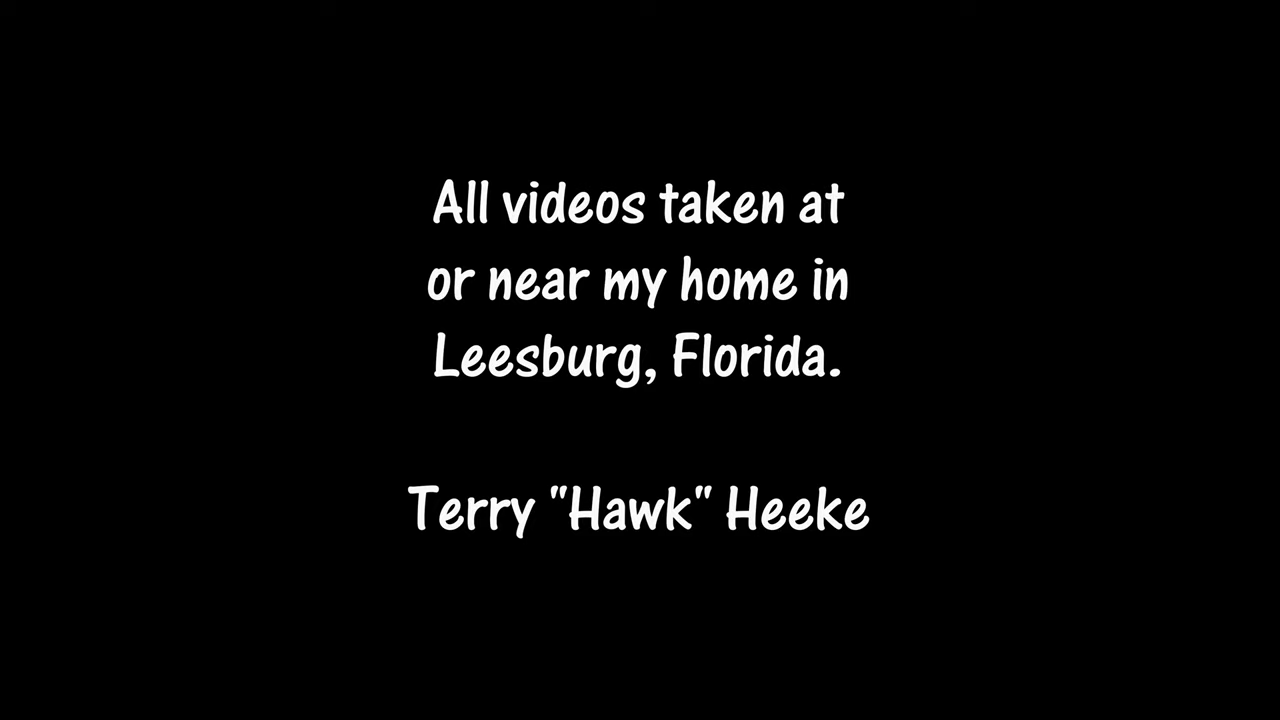 All videos taken at
or near my home in
Leesburg, Florida.
Terry "Hawk" Heeke